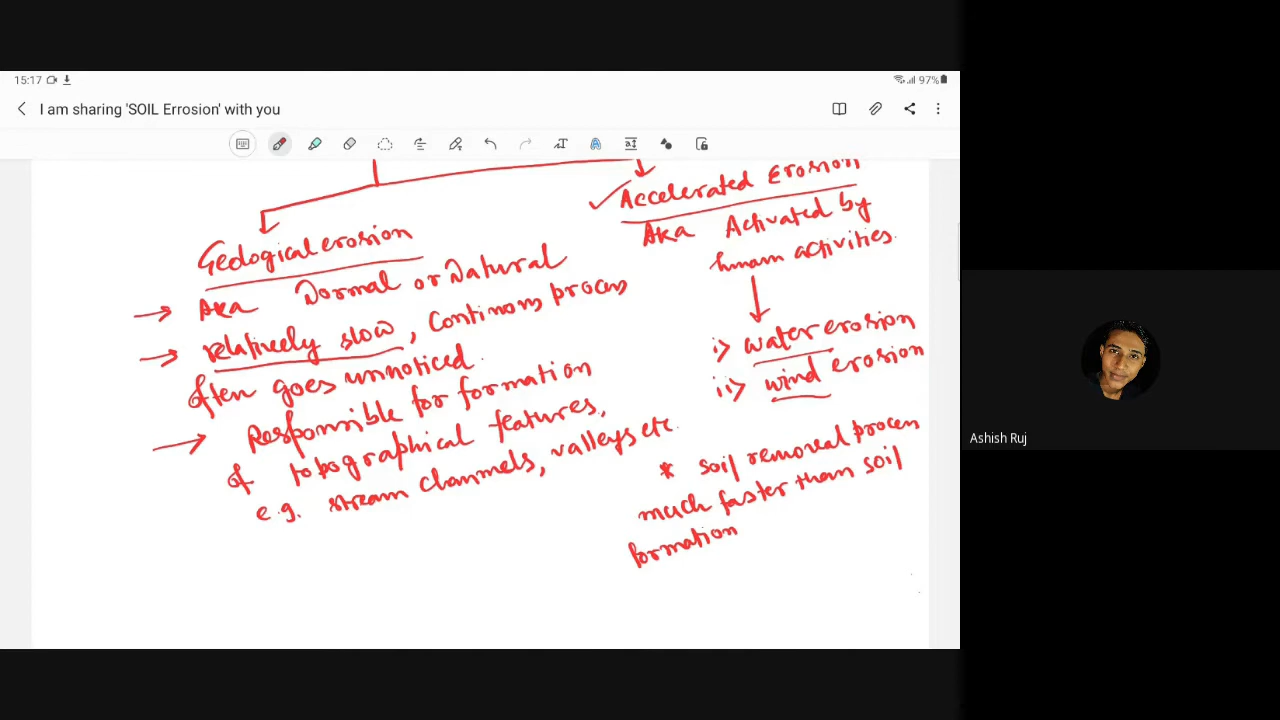 15:17
97%
I am sharing 'SOIL Errosion' with you
Accelerated Erosion
Aka Activated by
human activities.
i) water erosion
ii) wind erosion
* soil removal process
much faster than soil
formation
Geological erosion
→ Aka Normal or Natural
→ relatively slow, Continous process
Often goes unnoticed.
→ Responsible for formation
of topographical features,
e.g. stream channels, valleys etc.
Ashish Ruj